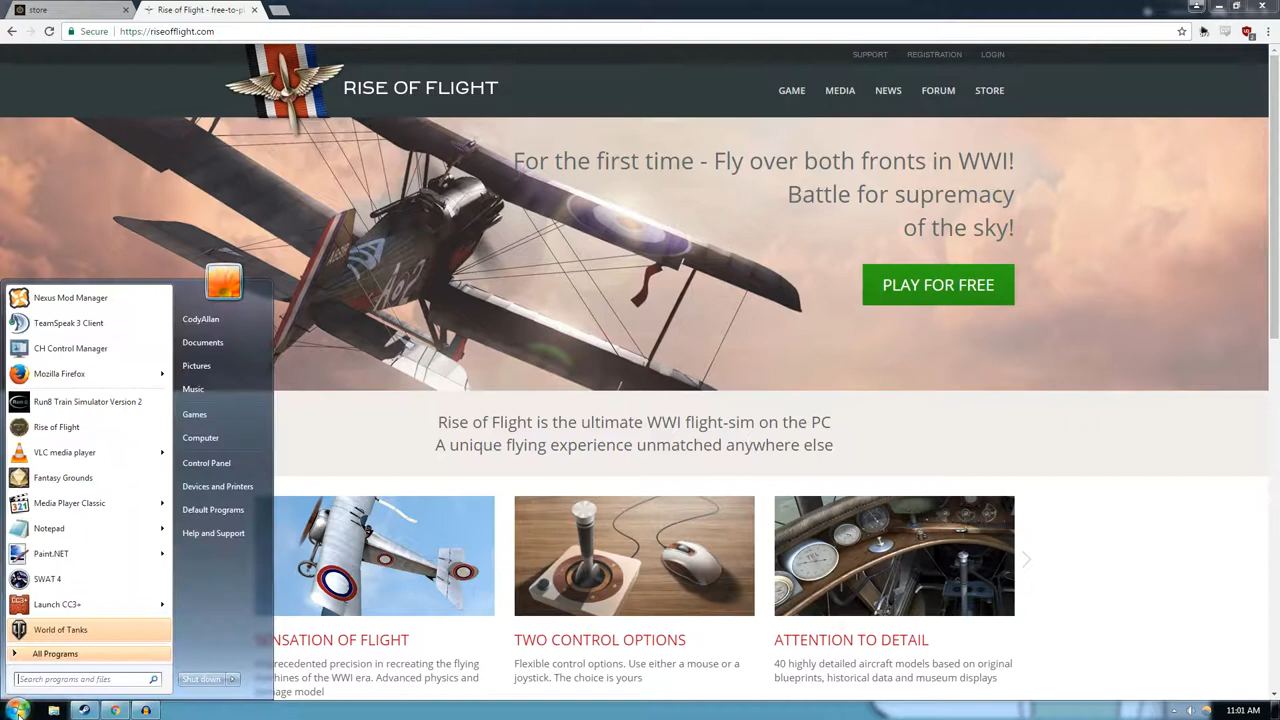 store
Rise of Flight - free-to-pl
Secure
https://riseofflight.com
SUPPORT
REGISTRATION
LOGIN
RISE OF FLIGHT
GAME
MEDIA
NEWS
FORUM
STORE
For the first time - Fly over both fronts in WWI!
Battle for supremacy
of the sky!
PLAY FOR FREE
A62
Nexus Mod Manager
TeamSpeak 3 Client
CH Control Manager
Mozilla Firefox
Run8 Train Simulator Version 2
Rise of Flight
VLC media player
Fantasy Grounds
Media Player Classic
Notepad
Paint.NET
SWAT 4
Launch CC3+
World of Tanks
All Programs
Search programs and files
CodyAllan
Documents
Pictures
Music
Games
Computer
Control Panel
Devices and Printers
Default Programs
Help and Support
Shut down
Rise of Flight is the ultimate WWI flight-sim on the PC
A unique flying experience unmatched anywhere else
ENSATION OF FLIGHT
recedented precision in recreating the flying
hines of the WWI era. Advanced physics and
mage model
TWO CONTROL OPTIONS
Flexible control options. Use either a mouse or a
joystick. The choice is yours
ATTENTION TO DETAIL
40 highly detailed aircraft models based on original
blueprints, historical data and museum displays
11:01 AM